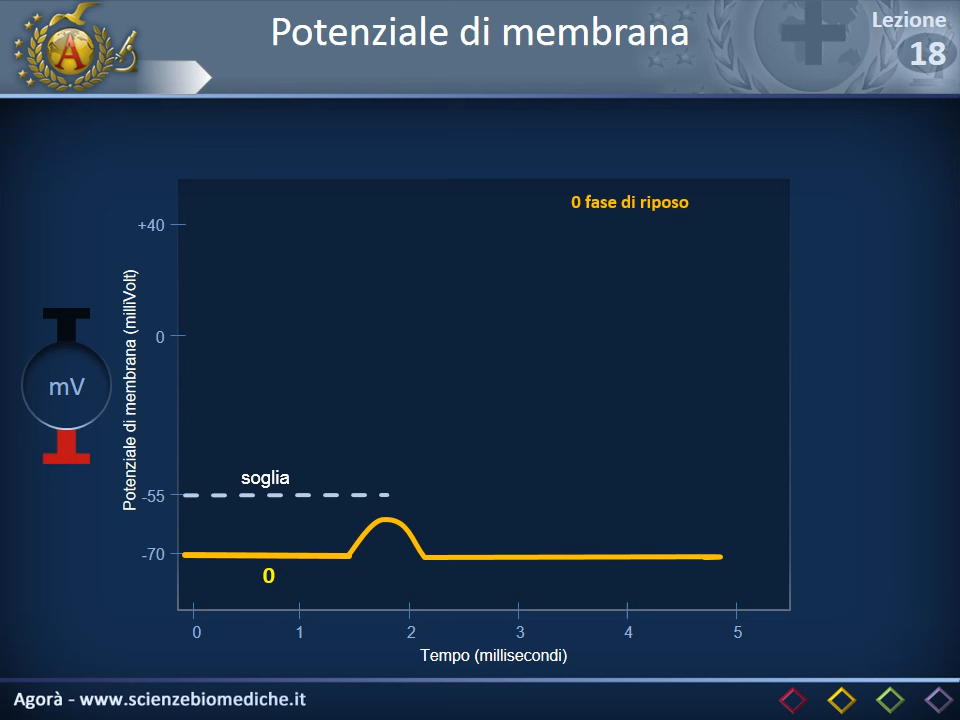 Potenziale di membrana
Lezione
18
A
0 fase di riposo
+40
0
-55
-70
Potenziale di membrana (milliVolt)
mV
soglia
0
0 1 2 3 4 5
Tempo (millisecondi)
Agorà - www.scienzebiomediche.it